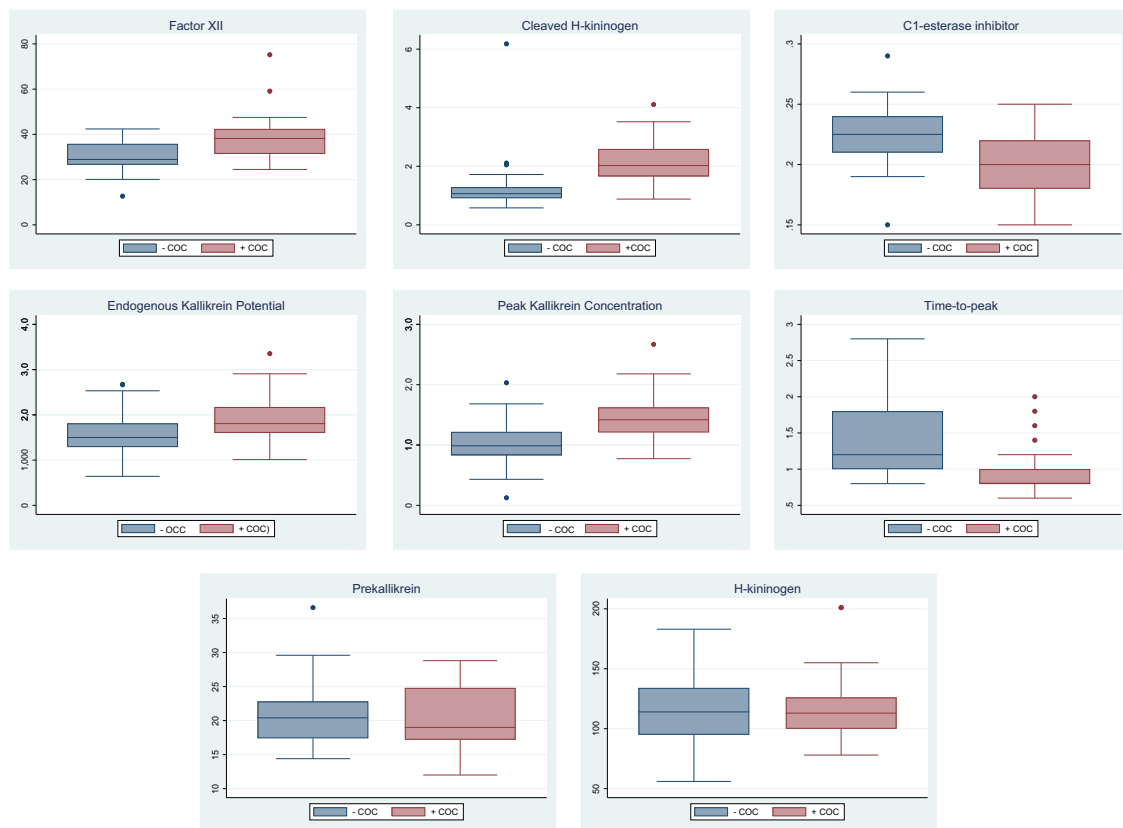 Factor XII
80
60
40
20
0
- COC + COC
Cleaved H-kininogen
6
4
2
0
- COC +COC
C1-esterase inhibitor
.3
.25
.2
.15
- COC + COC
Endogenous Kallikrein Potential
4,0
3,0
2,0
1,000
0
- OCC + COC)
Peak Kallikrein Concentration
3,0
2,0
1,0
0
- COC + COC
Time-to-peak
3
2.5
2
1.5
1
.5
- COC + COC
Prekallikrein
35
30
25
20
15
10
- COC + COC
H-kininogen
200
150
100
50
- COC + COC